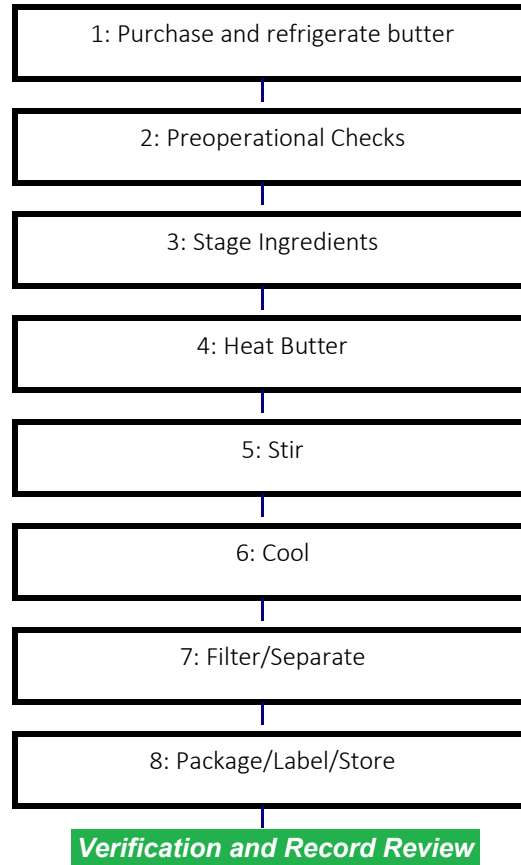 1: Purchase and refrigerate butter
2: Preoperational Checks
3: Stage Ingredients
4: Heat Butter
5: Stir
6: Cool
7: Filter/Separate
8: Package/Label/Store
Verification and Record Review